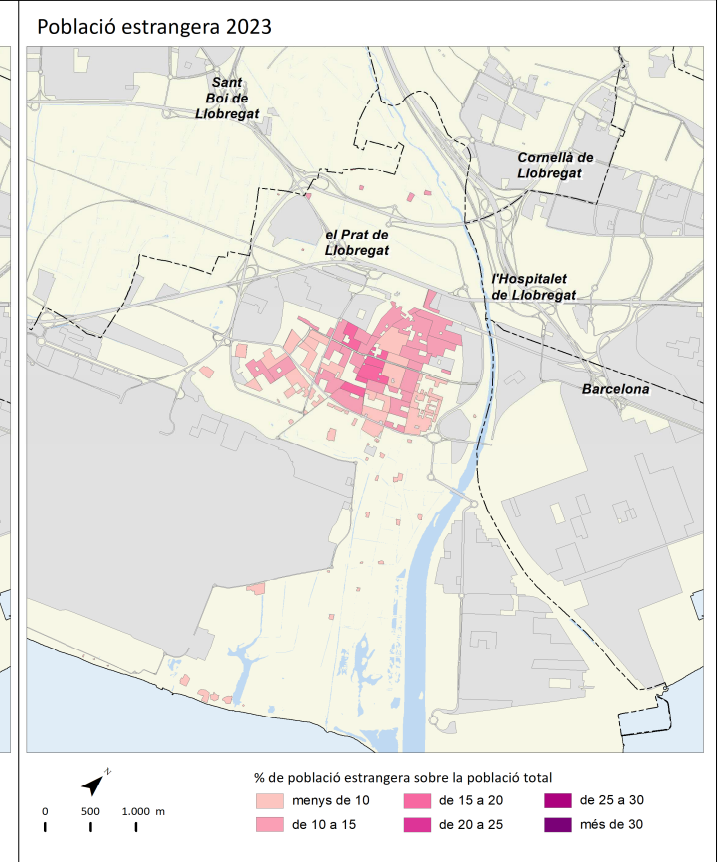 Població estrangera 2023
Sant
Boi de
Llobregat
Cornellà de
Llobregat
el Prat de
Llobregat
l'Hospitalet
de Llobregat
Barcelona
N
0 500 1.000 m
% de població estrangera sobre la població total
menys de 10
de 15 a 20
de 25 a 30
de 10 a 15
de 20 a 25
més de 30